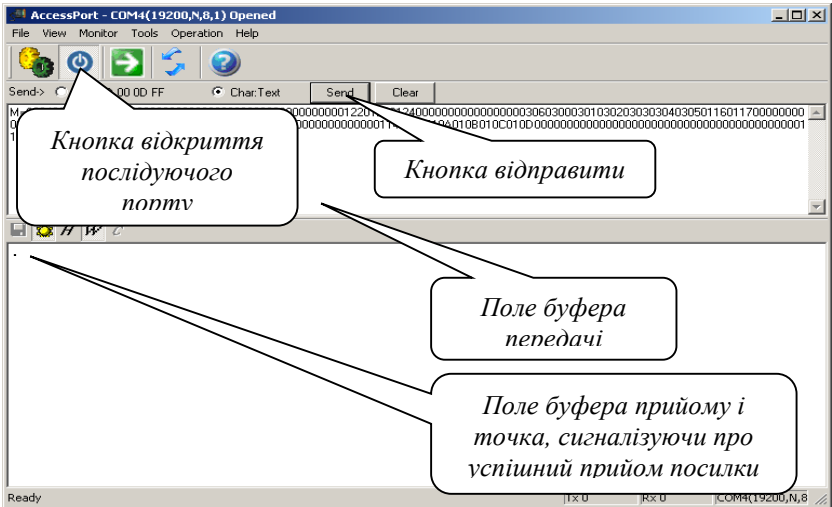 AccessPort - COM4(19200,N,8,1) Opened
File View Monitor Tools Operation Help
Send-> 00 0D FF Char:Text Send Clear
Кнопка відкриття
послідуючого
порту
Кнопка відправити
H
Поле буфера
передачі
Поле буфера прийому і
точка, сигналізуючи про
успішний прийом посилки
Ready Tx 0 Rx 0 COM4(19200,N,8